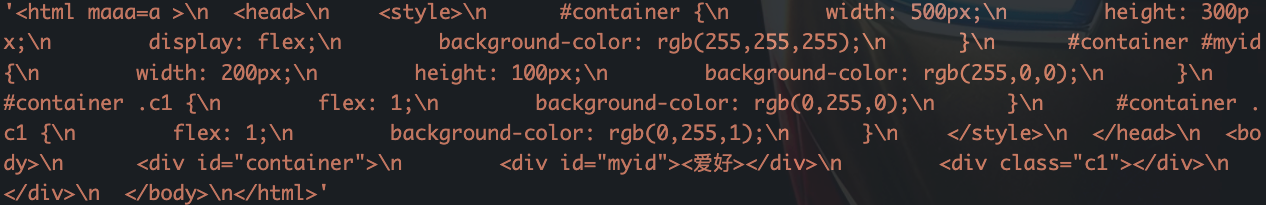 '<html maaa=a >\n  <head>\n    <style>\n      #container {\n        width: 500px;\n        height: 300p
x;\n        display: flex;\n        background-color: rgb(255,255,255);\n      }\n      #container #myid
{\n        width: 200px;\n        height: 100px;\n        background-color: rgb(255,0,0);\n      }\n
#container .c1 {\n        flex: 1;\n        background-color: rgb(0,255,0);\n      }\n      #container .
c1 {\n        flex: 1;\n        background-color: rgb(0,255,1);\n      }\n    </style>\n  </head>\n  <bo
dy>\n      <div id="container">\n        <div id="myid"><爱好></div>\n        <div class="c1"></div>\n
</div>\n  </body>\n</html>'